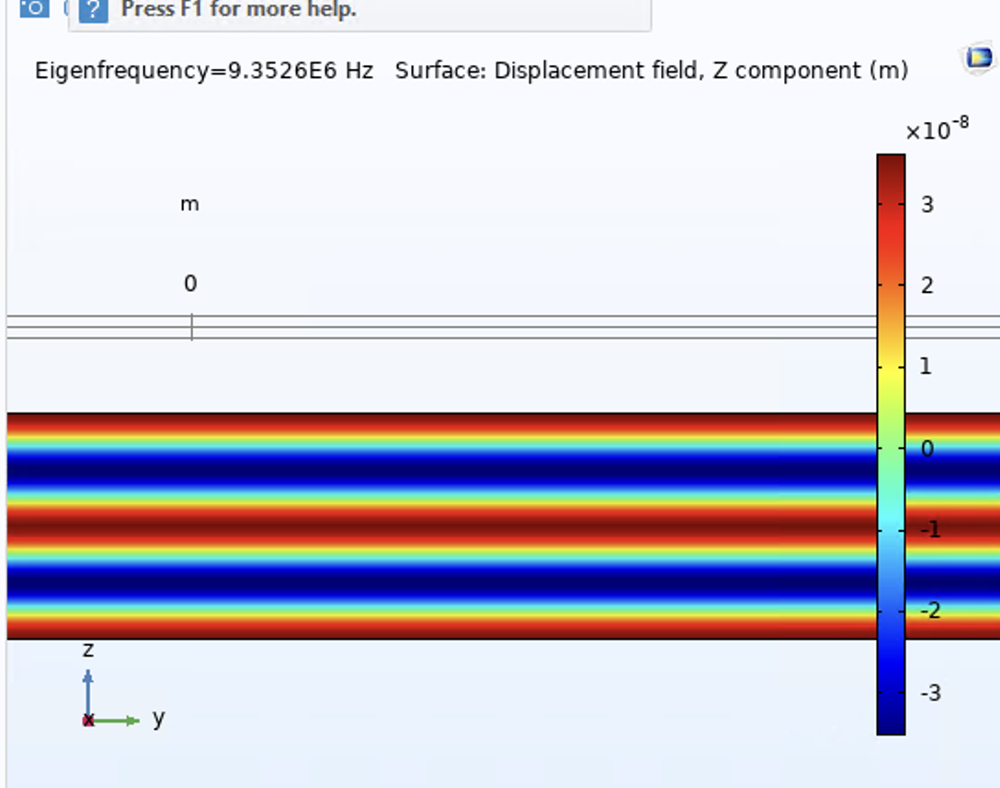 ? Press F1 for more help.
Eigenfrequency=9.3526E6 Hz Surface: Displacement field, Z component (m)
×10⁻⁸
m
0
3
2
1
0
-1
-2
-3
z
x
y